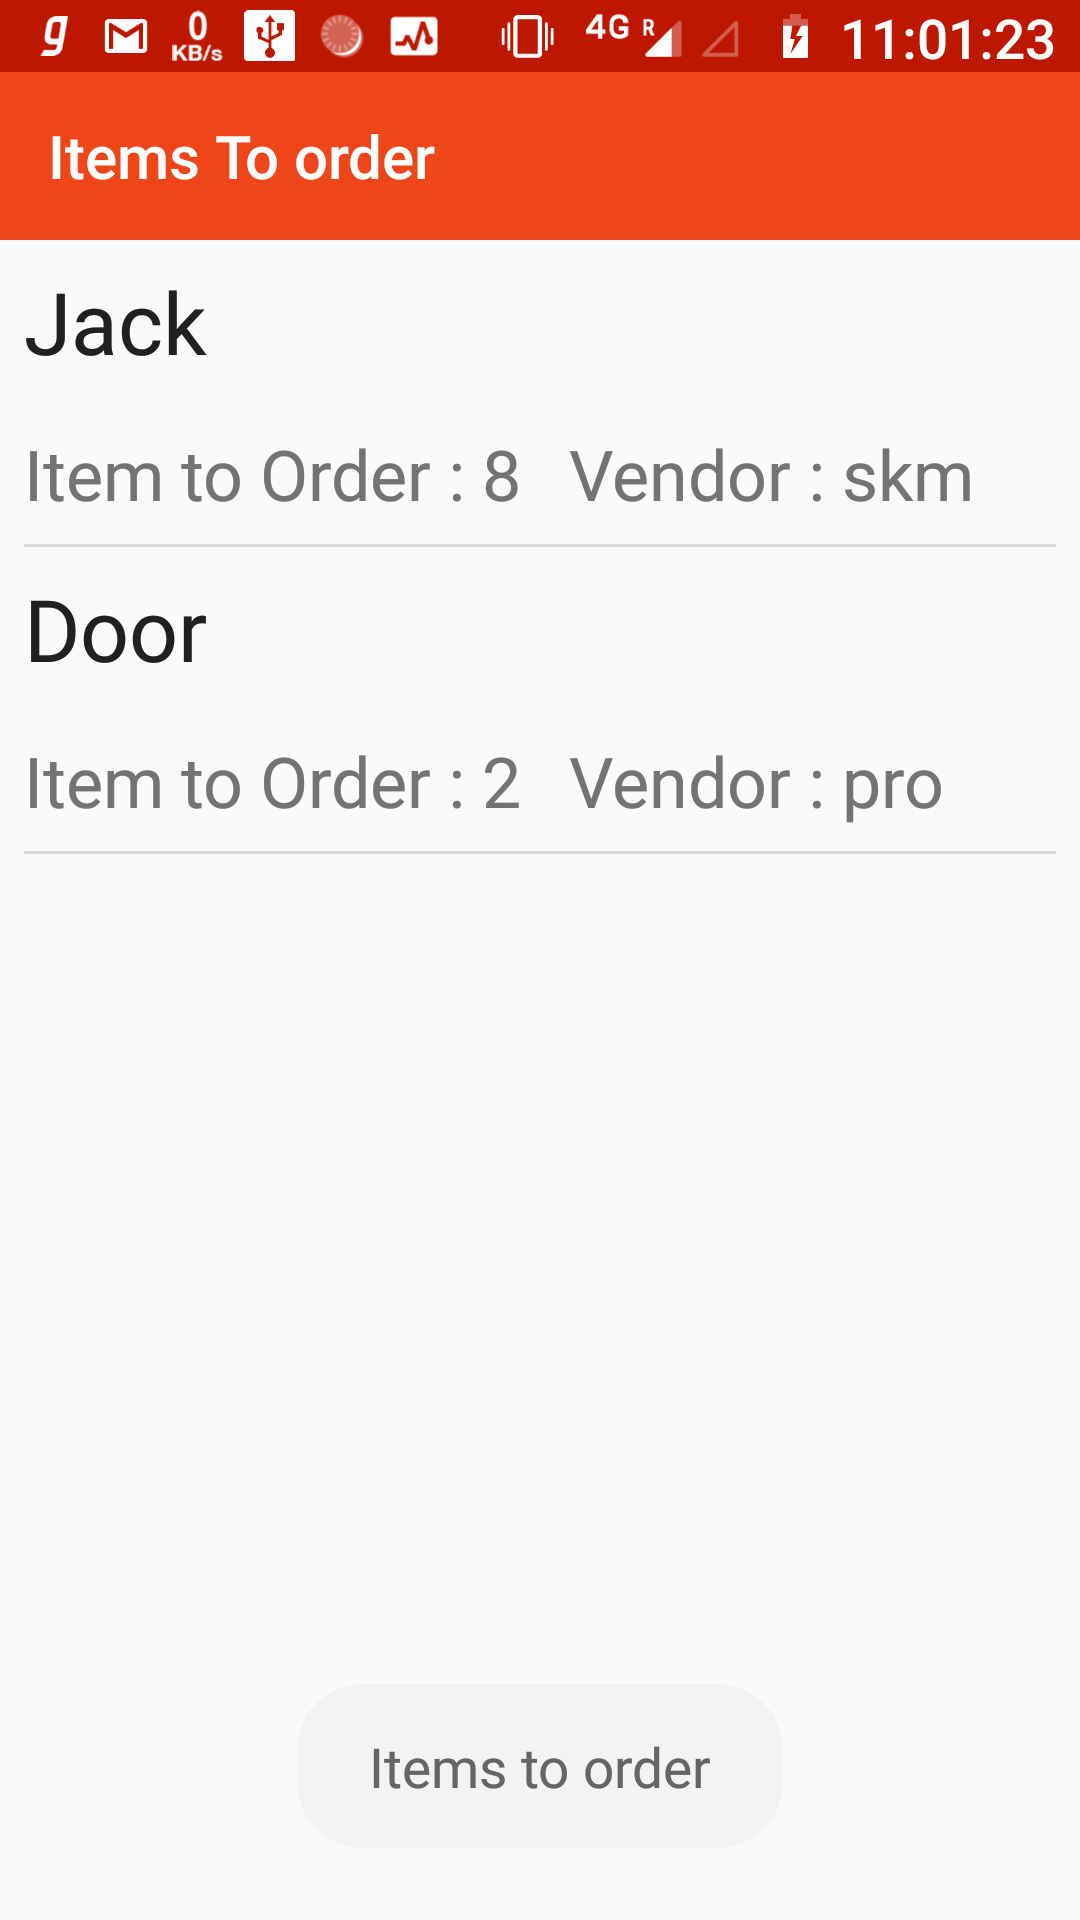 g 0 KB/s 4G R 11:01:23
Items To order
Jack
Item to Order : 8 Vendor : skm
Door
Item to Order : 2 Vendor : pro
Items to order